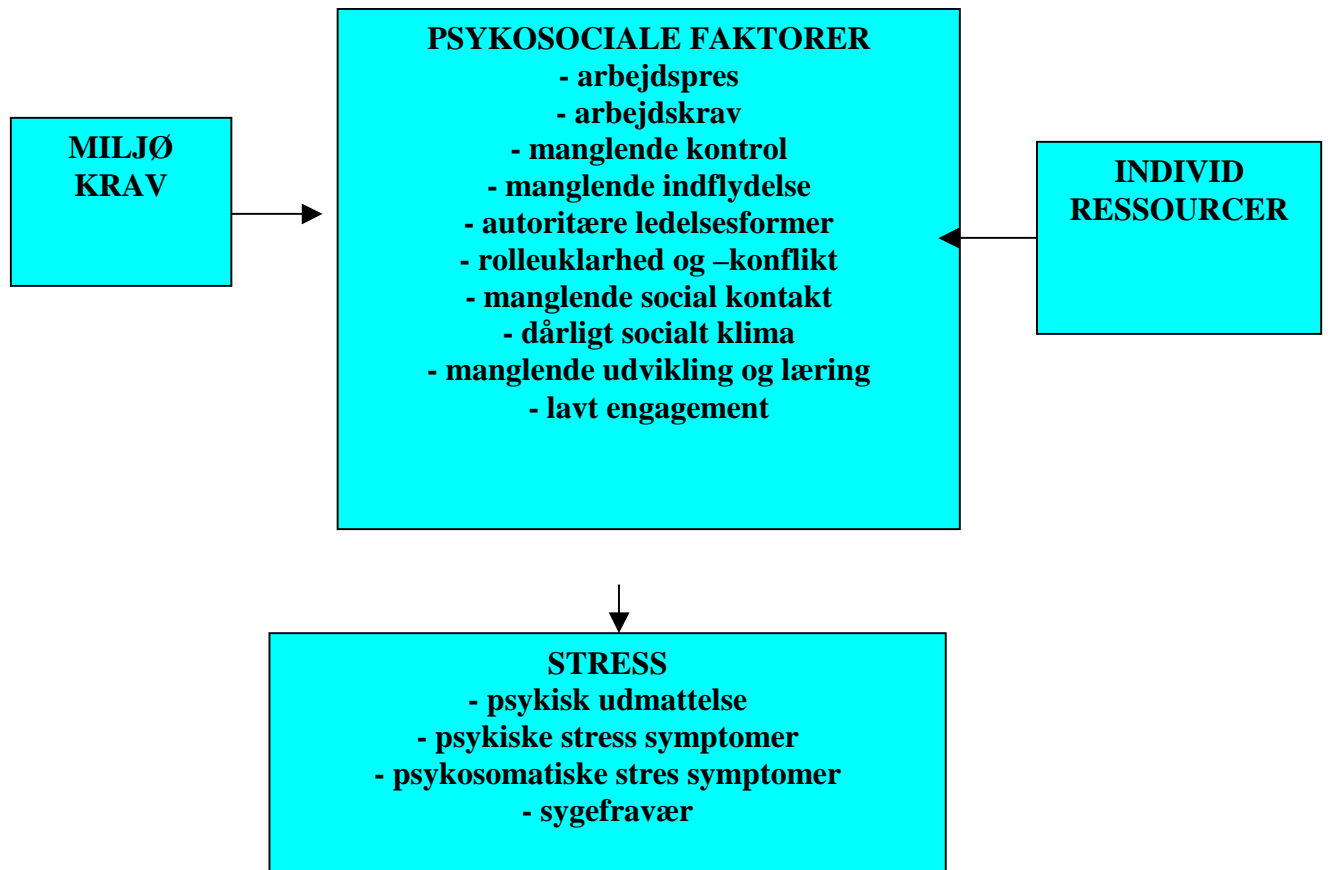 PSYKOSOCIALE FAKTORER
- arbejdspres
- arbejdskrav
- manglende kontrol
- manglende indflydelse
- autoritære ledelsesformer
- rolleuklarhed og –konflikt
- manglende social kontakt
- dårligt socialt klima
- manglende udvikling og læring
- lavt engagement
MILJØ
KRAV
INDIVID
RESSOURCER
STRESS
- psykisk udmattelse
- psykiske stress symptomer
- psykosomatiske stres symptomer
- sygefravær